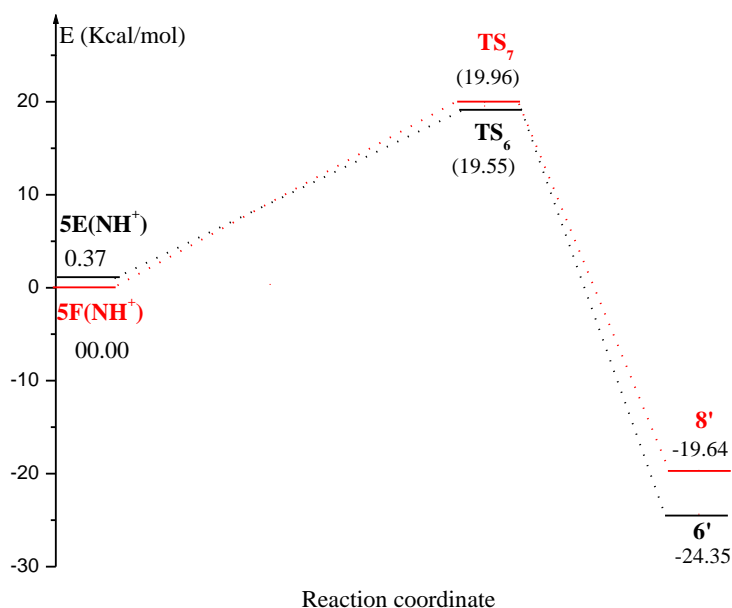 E (Kcal/mol)
TS₇
(19.96)
20
TS₆
(19.55)
10
5E(NH⁺)
0.37
0
5F(NH⁺)
00.00
-10
8'
-19.64
-20
6'
-24.35
-30
Reaction coordinate